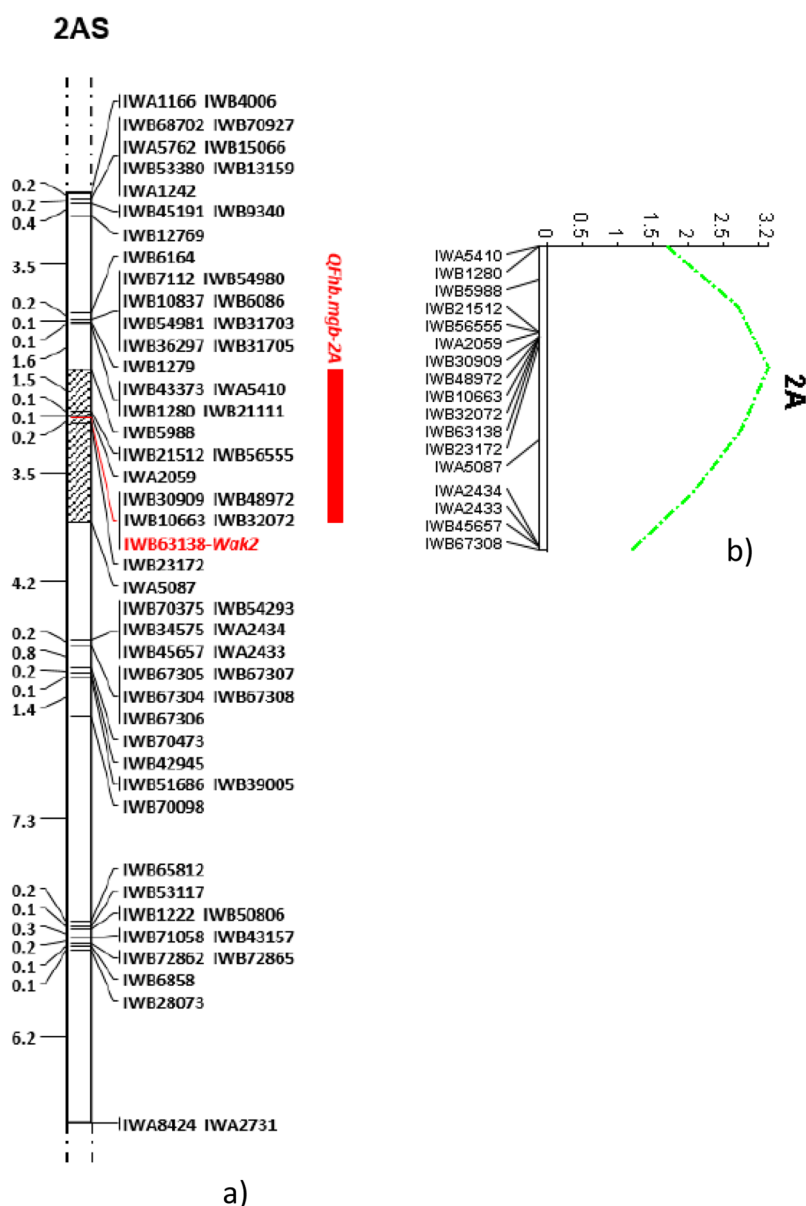 2AS
IWA1166 IWB4006
IWB68702 IWB70927
IWA5762 IWB15066
IWB53380 IWB13159
IWA1242
IWB45191 IWB9340
IWB12769
IWB6164
IWB7112 IWB54980
IWB10837 IWB6086
IWB54981 IWB31703
IWB36297 IWB31705
IWB1279
IWB43373 IWA5410
IWB1280 IWB21111
IWB5988
IWB21512 IWB56555
IWA2059
IWB30909 IWB48972
IWB10663 IWB32072
IWB63138-Wak2
IWB23172
IWA5087
IWB70375 IWB54293
IWB34575 IWA2434
IWB45657 IWA2433
IWB67305 IWB67307
IWB67304 IWB67308
IWB67306
IWB70473
IWB42945
IWB51686 IWB39005
IWB70098
IWB65812
IWB53117
IWB1222 IWB50806
IWB71058 IWB43157
IWB72862 IWB72865
IWB6858
IWB28073
IWA8424 IWA2731
0.2
0.2
0.4
3.5
0.2
0.1
0.1
1.6
1.5
0.1
0.1
0.2
3.5
4.2
0.2
0.8
0.2
0.1
1.4
7.3
0.2
0.1
0.3
0.2
0.1
0.1
6.2
QFhb.mgb-2A
a)
0
0.5
1
1.5
2
2.5
3.2
IWA5410
IWB1280
IWB5988
IWB21512
IWB56555
IWA2059
IWB30909
IWB48972
IWB10663
IWB32072
IWB63138
IWB23172
IWA5087
IWA2434
IWA2433
IWB45657
IWB67308
2A
b)